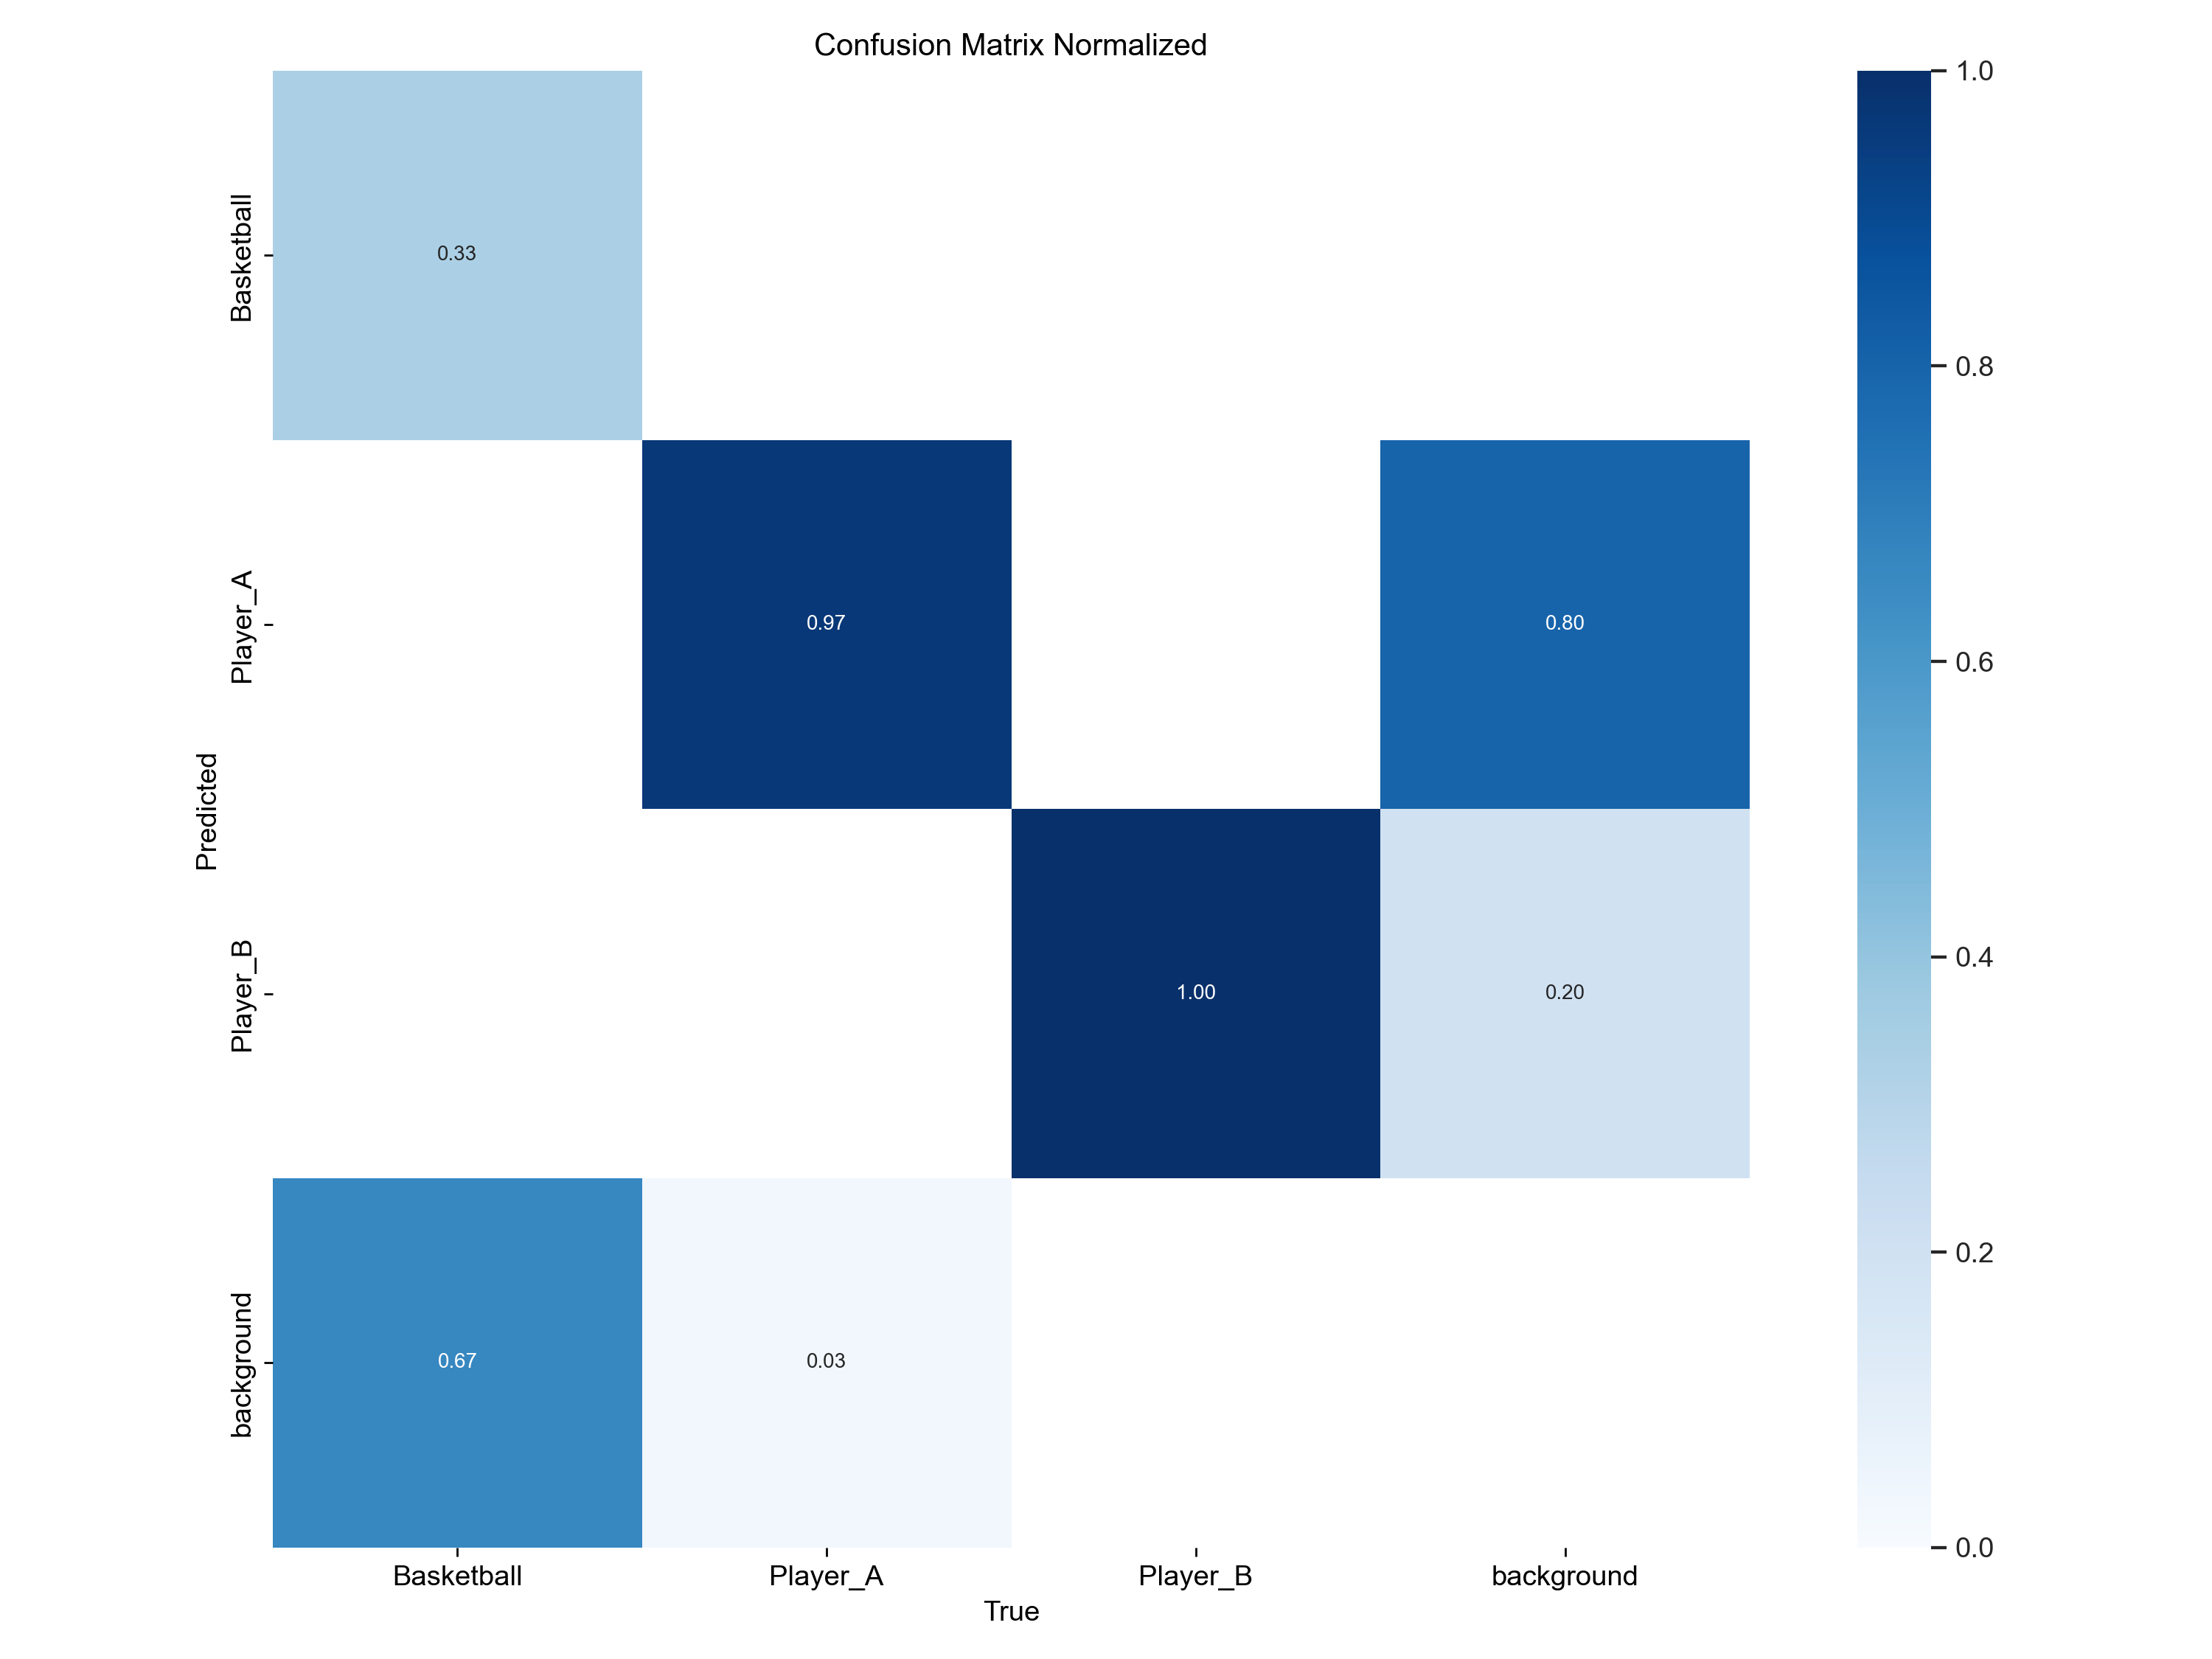 Confusion Matrix Normalized
Basketball
0.33
Player_A
0.97
0.80
Predicted
Player_B
1.00
0.20
background
0.67
0.03
Basketball
Player_A
Player_B
background
True
1.0
0.8
0.6
0.4
0.2
0.0